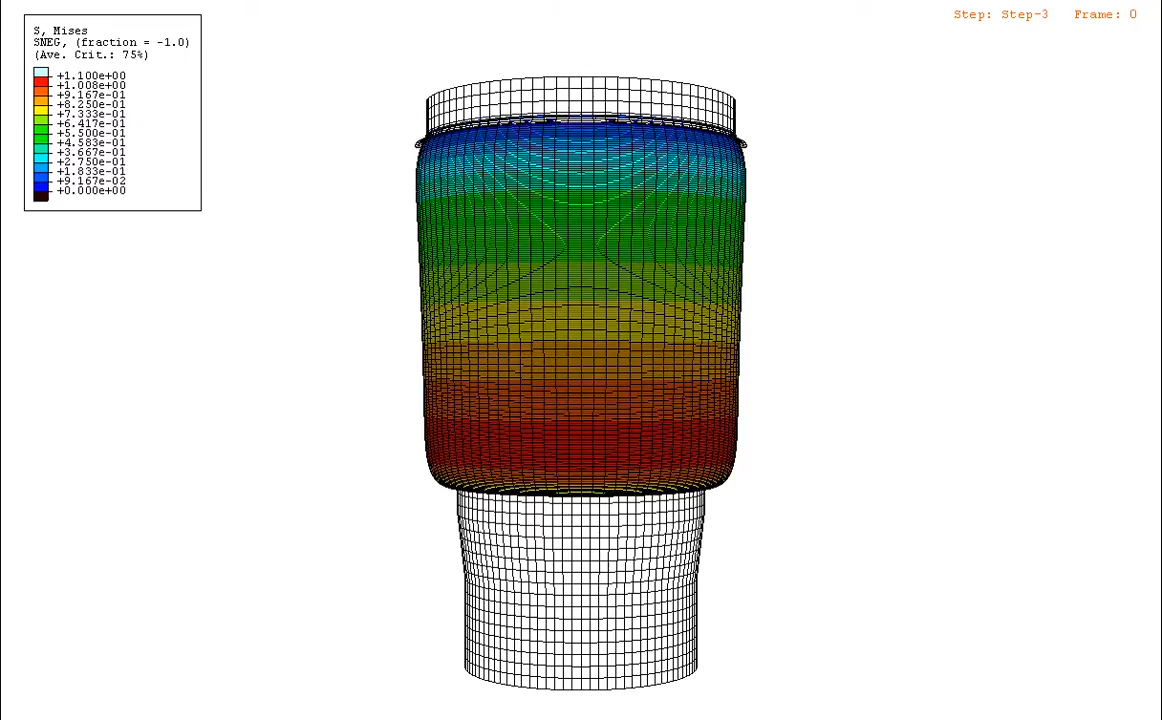 Step: Step-3 Frame: 0
S, Mises
SNEG, (fraction = -1.0)
(Ave. Crit.: 75%)
+1.100e+00
+1.008e+00
+9.167e-01
+8.250e-01
+7.333e-01
+6.417e-01
+5.500e-01
+4.583e-01
+3.667e-01
+2.750e-01
+1.833e-01
+9.167e-02
+0.000e+00